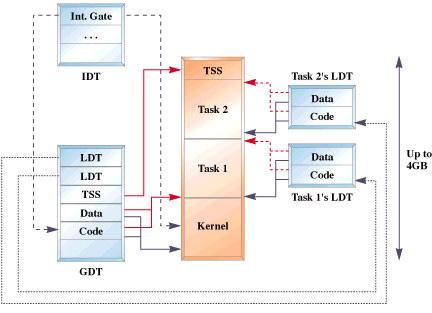 Int. Gate
. . .
IDT
TSS
Task 2
Task 1
Kernel
Task 2's LDT
Data
Code
Data
Code
Task 1's LDT
Up to
4GB
LDT
LDT
TSS
Data
Code
GDT